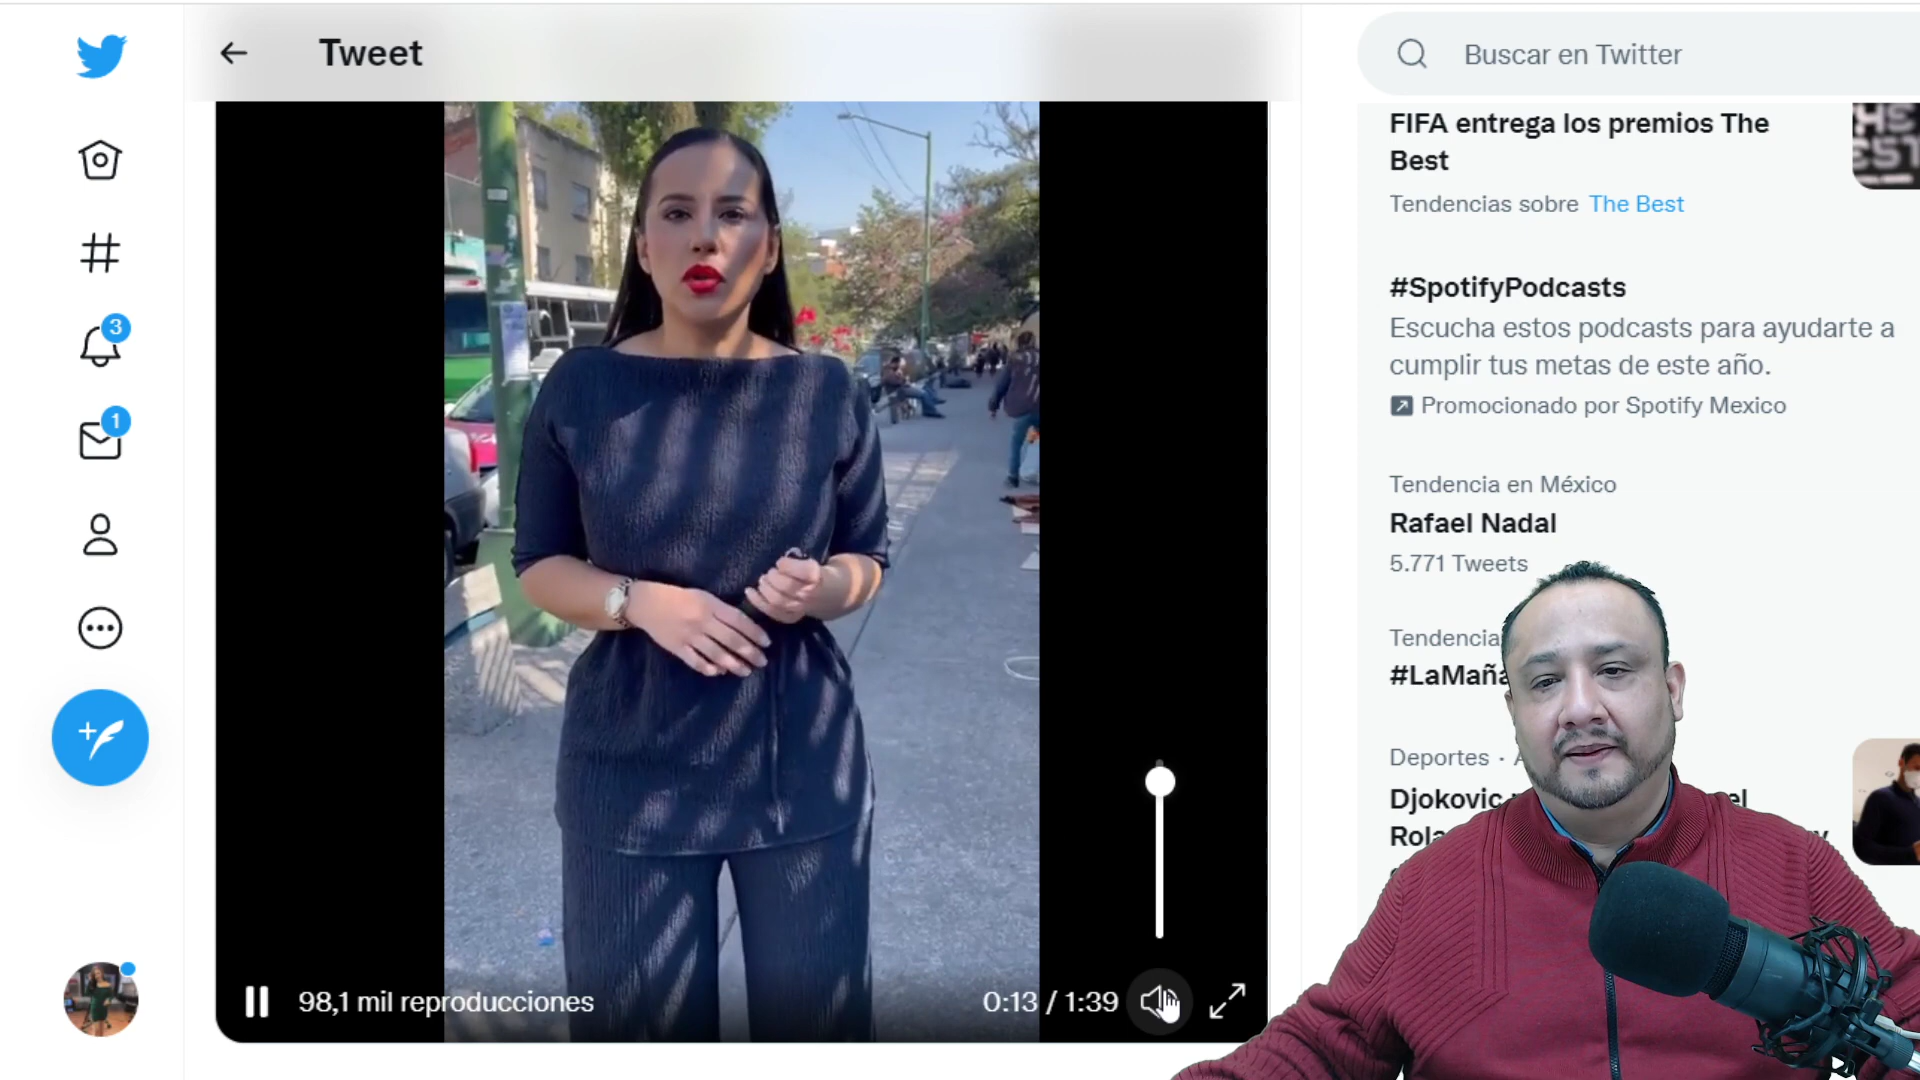 Tweet
Buscar en Twitter
FIFA entrega los premios The
Best
Tendencias sobre The Best
#SpotifyPodcasts
Escucha estos podcasts para ayudarte a
cumplir tus metas de este año.
Promocionado por Spotify Mexico
Tendencia en México
Rafael Nadal
5.771 Tweets
Tendencia
#LaMaña
Deportes ·
Djokovic
el
3
1
98,1 mil reproducciones
0:13 / 1:39